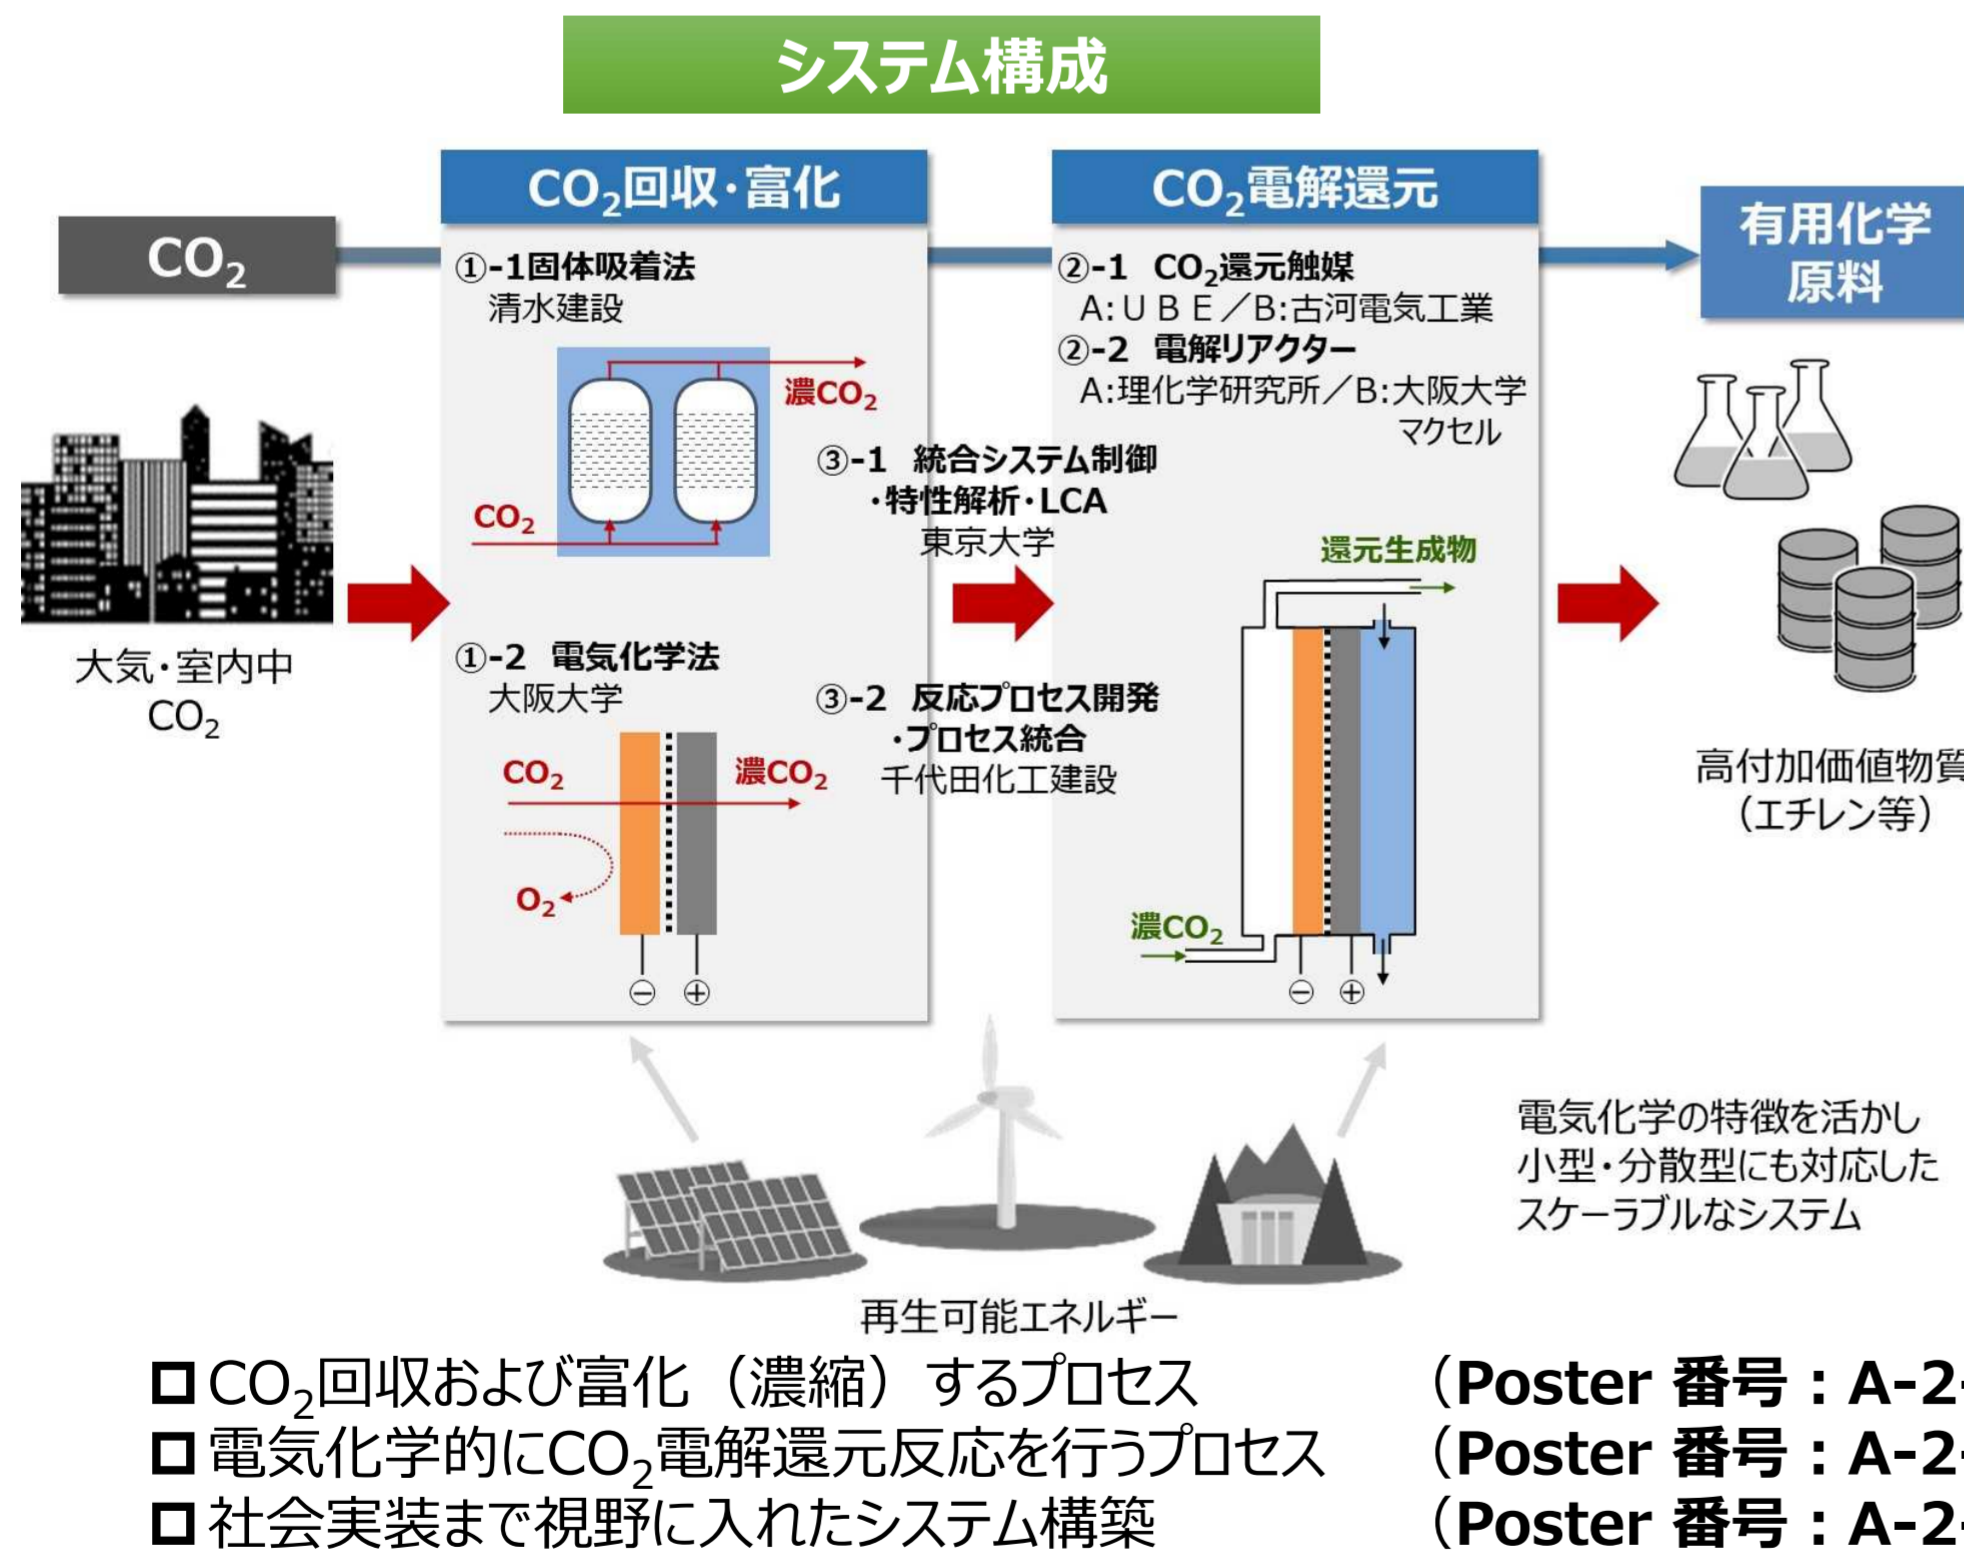 システム構成
CO₂
CO₂回収・富化
①-1固体吸着法
清水建設
濃CO₂
CO₂
①-2 電気化学法
大阪大学
CO₂
濃CO₂
O₂
⊖ ⊕
③-1 統合システム制御
・特性解析・LCA
東京大学
③-2 反応プロセス開発
・プロセス統合
千代田化工建設
CO₂電解還元
②-1 CO₂還元触媒
A:ＵＢＥ／B:古河電気工業
②-2 電解リアクター
A:理化学研究所／B:大阪大学
マクセル
還元生成物
濃CO₂
⊖ ⊕
有用化学
原料
大気・室内中
CO₂
高付加価値物質
（エチレン等）
電気化学の特徴を活かし
小型・分散型にも対応した
スケーラブルなシステム
再生可能エネルギー
CO₂回収および富化（濃縮）するプロセス （Poster 番号：A-2-
電気化学的にCO₂電解還元反応を行うプロセス （Poster 番号：A-2-
社会実装まで視野に入れたシステム構築 （Poster 番号：A-2-